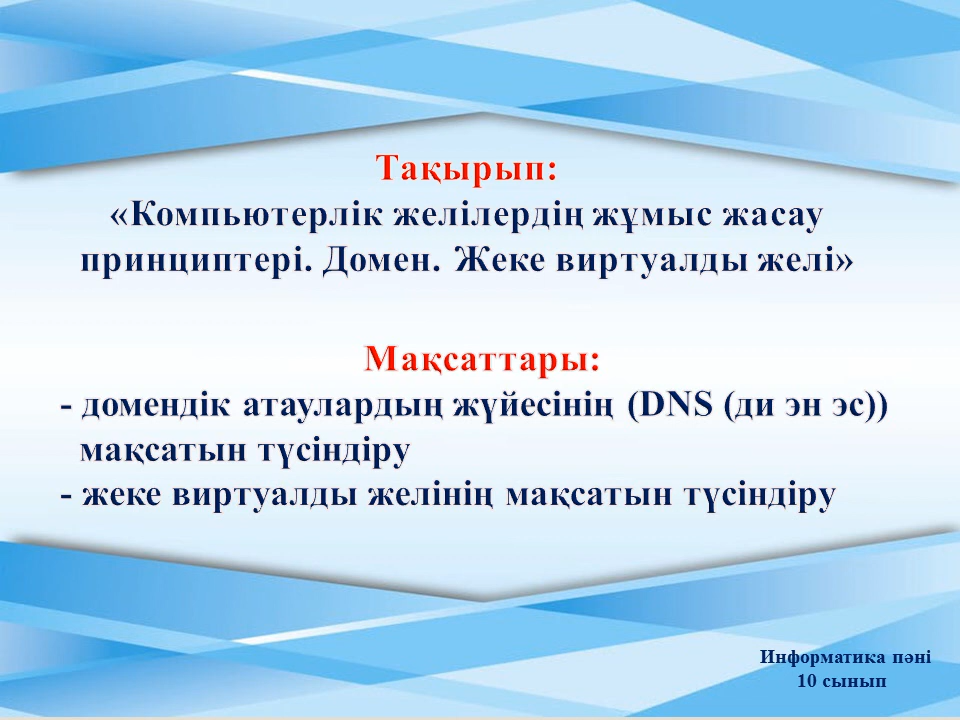 Тақырып:
«Компьютерлік желілердің жұмыс жасау
принциптері. Домен. Жеке виртуалды желі»
Мақсаттары:
- домендік атаулардың жүйесінің (DNS (ди эн эс))
мақсатын түсіндіру
- жеке виртуалды желінің мақсатын түсіндіру
Информатика пәні
10 сынып